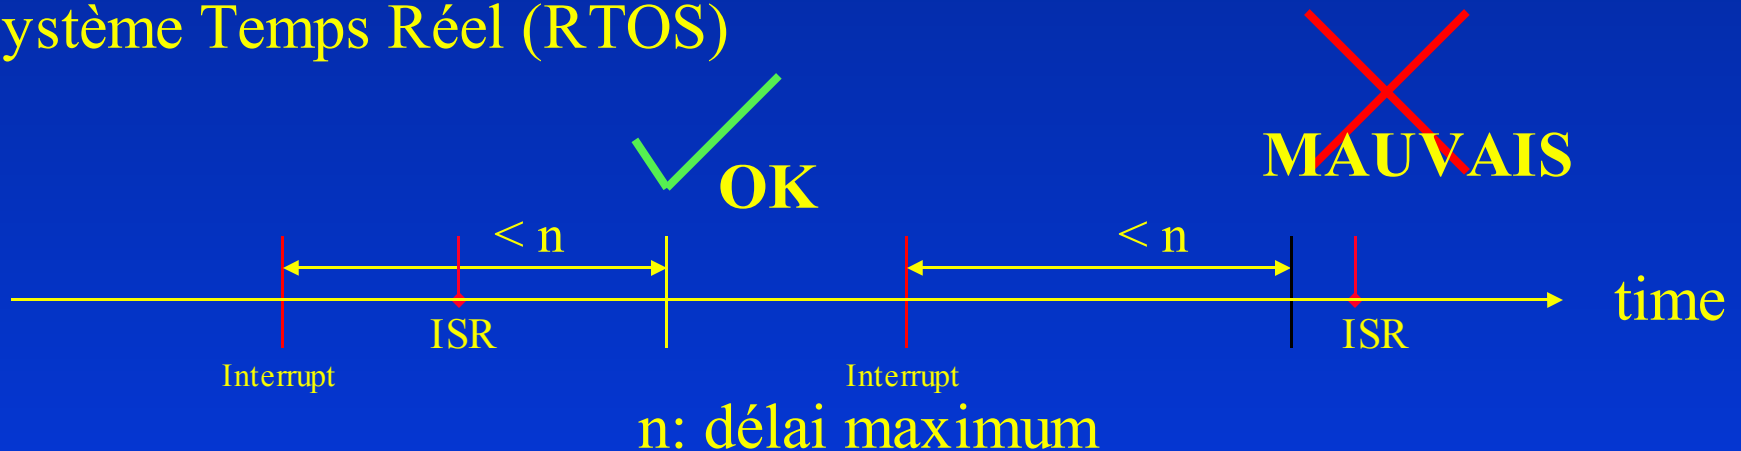 ystème Temps Réel (RTOS)
MAUVAIS
OK
< n
< n
time
ISR
ISR
Interrupt
Interrupt
n: délai maximum